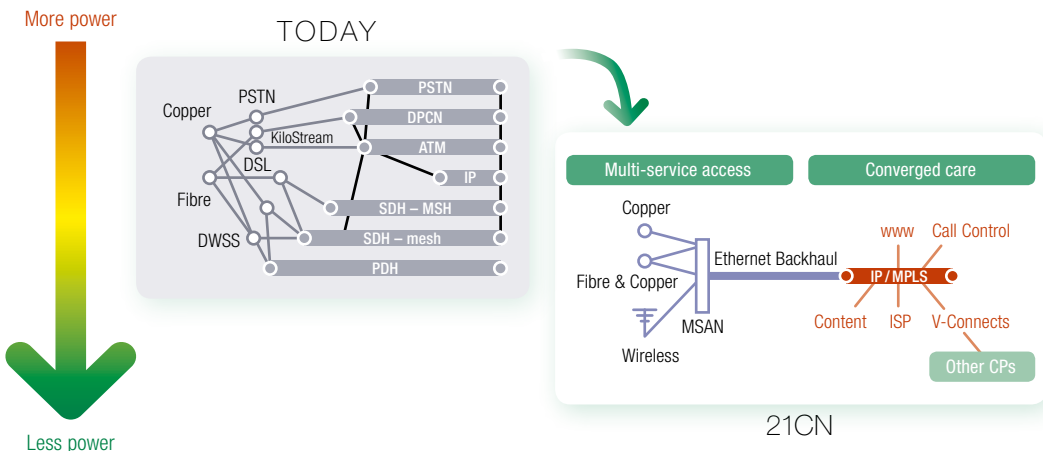 More power
TODAY
PSTN
PSTN
Copper
DPCN
KiloStream
ATM
DSL
IP
Fibre
SDH – MSH
DWSS
SDH – mesh
PDH
Less power
Multi-service access
Converged care
Copper
www
Call Control
Ethernet Backhaul
Fibre & Copper
IP / MPLS
MSAN
Content
ISP
V-Connects
Wireless
Other CPs
21CN